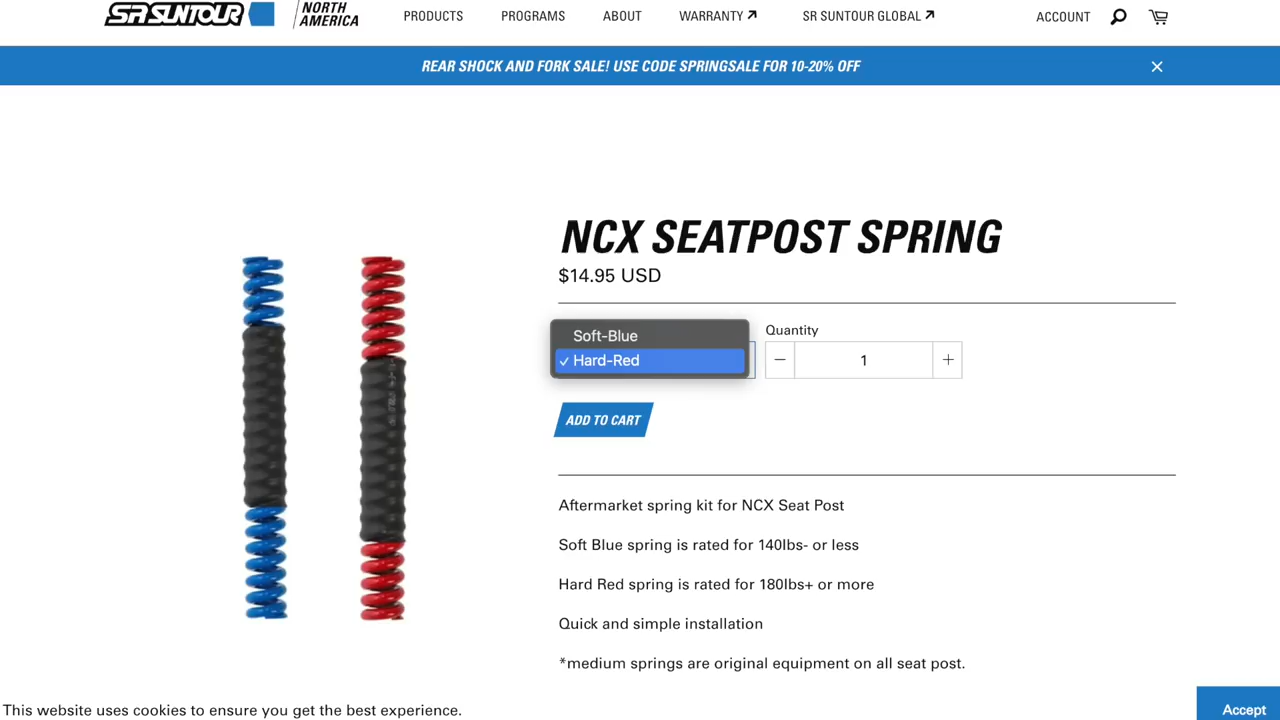 SR SUNTOUR NORTH AMERICA PRODUCTS PROGRAMS ABOUT WARRANTY SR SUNTOUR GLOBAL ACCOUNT
REAR SHOCK AND FORK SALE! USE CODE SPRINGSALE FOR 10-20% OFF
NCX SEATPOST SPRING
$14.95 USD
Quantity
Soft-Blue
✓ Hard-Red
− 1 +
ADD TO CART
Aftermarket spring kit for NCX Seat Post
Soft Blue spring is rated for 140lbs- or less
Hard Red spring is rated for 180lbs+ or more
Quick and simple installation
*medium springs are original equipment on all seat post.
This website uses cookies to ensure you get the best experience.
Accept